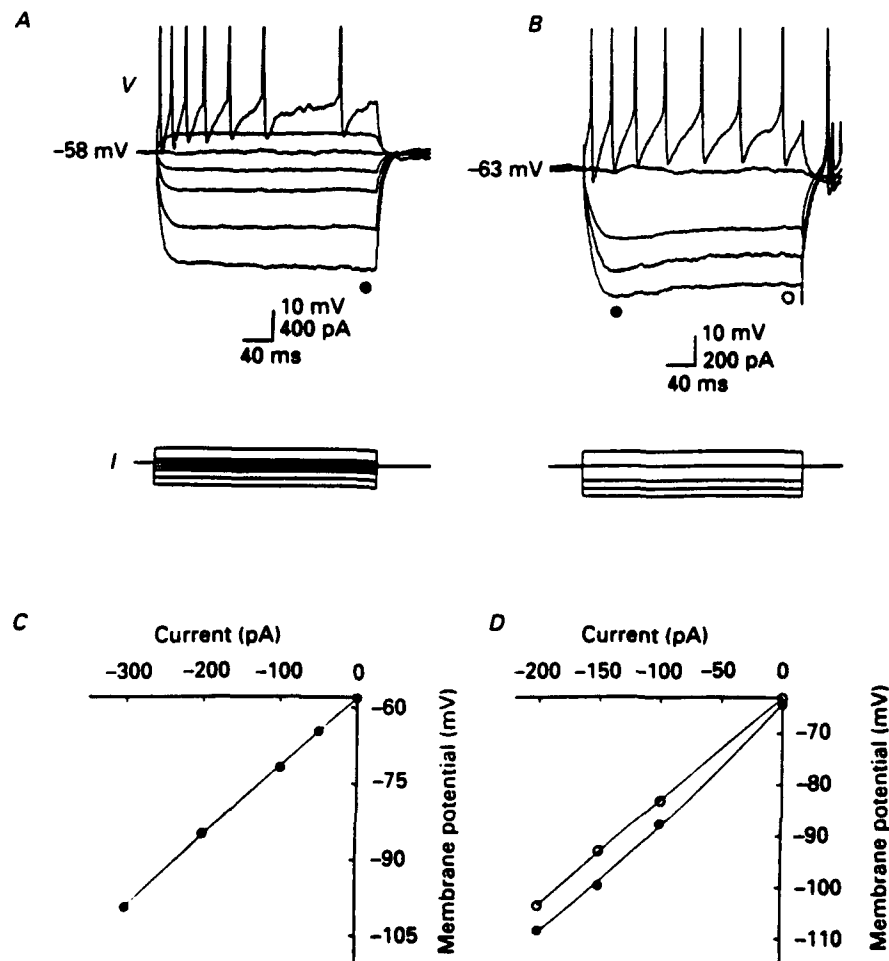 A
B
V
-58 mV
-63 mV
10 mV
400 pA
40 ms
10 mV
200 pA
40 ms
I
C
D
Current (pA)
Current (pA)
-300 -200 -100 0
-200 -150 -100 -50 0
-60
-75
-90
-105
Membrane potential (mV)
-70
-80
-90
-100
-110
Membrane potential (mV)